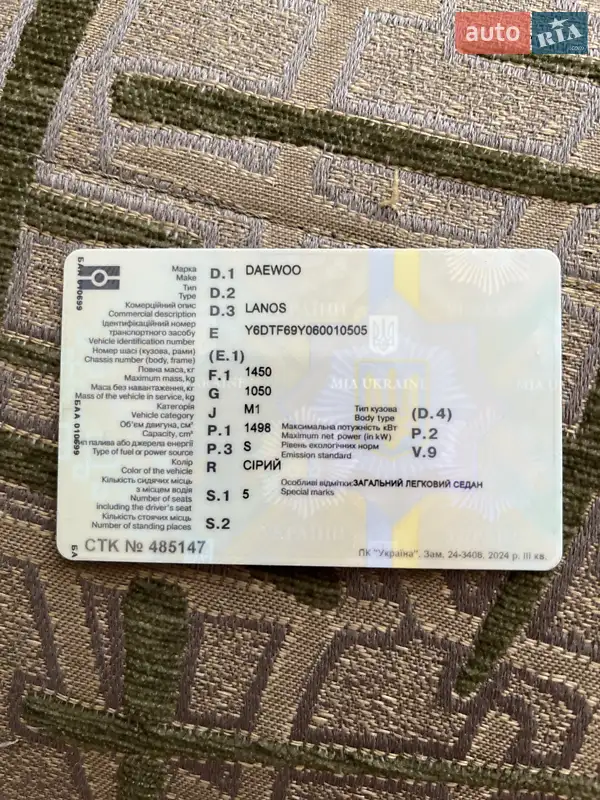 auto RIA .com
БАА 010699
Марка D.1 DAEWOO
Make
Тип D.2
Type
Комерційний опис D.3 LANOS
Commercial description
Ідентифікаційний номер
транспортного засобу E Y6DTF69Y060010505
Vehicle identification number
Номер шасі (кузова, рами) (E.1)
Chassis number (body, frame)
Повна маса, кг F.1 1450
Maximum mass, kg
Маса без навантаження, кг G 1050
Mass of the vehicle in service, kg
Категорія J M1 Тип кузова (D.4)
Vehicle category Body type
Об'єм двигуна, см³ P.1 1498 Максимальна потужність кВт P.2
Capacity, cm³ Maximum net power (in kW)
Тип палива або джерела енергії P.3 S Рівень екологічних норм V.9
Type of fuel or power source Emission standard
Колір R СІРИЙ
Color of the vehicle
Кількість сидячих місць Особливі відмітки: ЗАГАЛЬНИЙ ЛЕГКОВИЙ СЕДАН
з місцем водія S.1 5 Special marks
Number of seats
including the driver's seat
Кількість стоячих місць S.2
Number of standing places
СТК № 485147
ПК "Україна", Зам. 24-3408, 2024 р. III кв.
MIA UKRAINE
БАА 010699